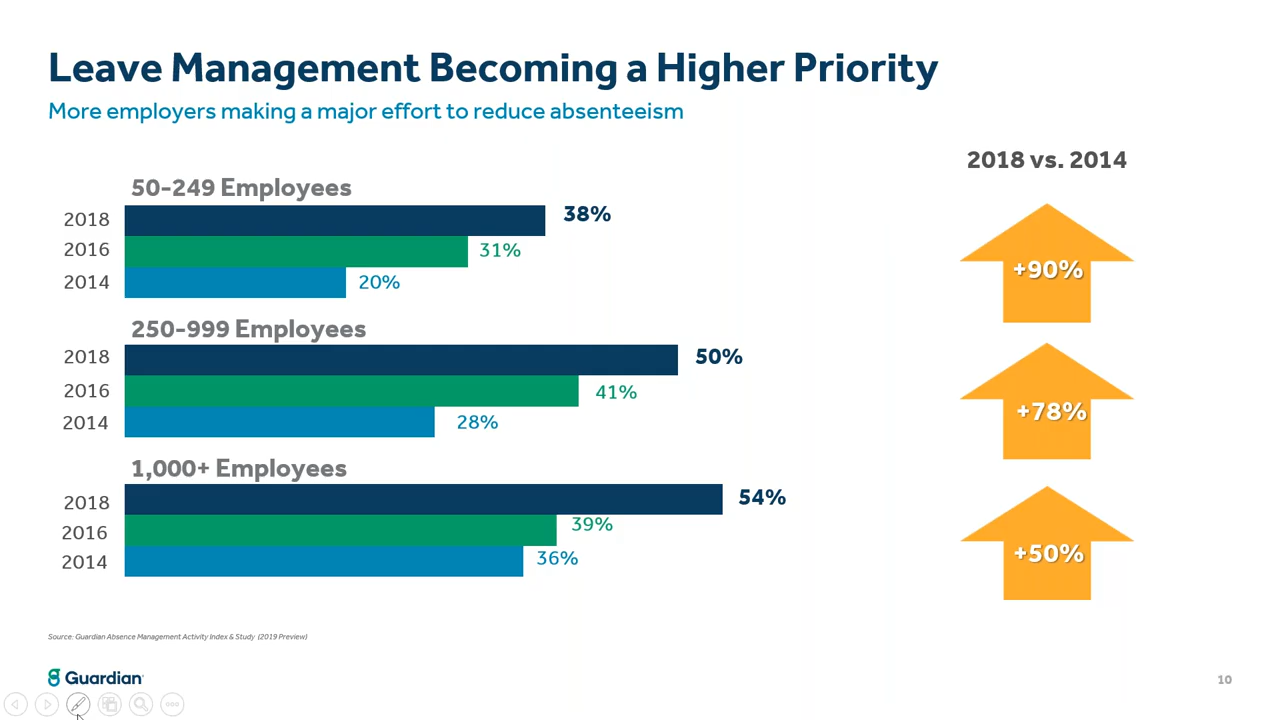 Leave Management Becoming a Higher Priority
More employers making a major effort to reduce absenteeism
2018 vs. 2014
50-249 Employees
2018 38%
2016 31%
2014 20%
+90%
250-999 Employees
2018 50%
2016 41%
2014 28%
+78%
1,000+ Employees
2018 54%
2016 39%
2014 36%
+50%
Source: Guardian Absence Management Activity Index & Study (2019 Preview)
Guardian
10